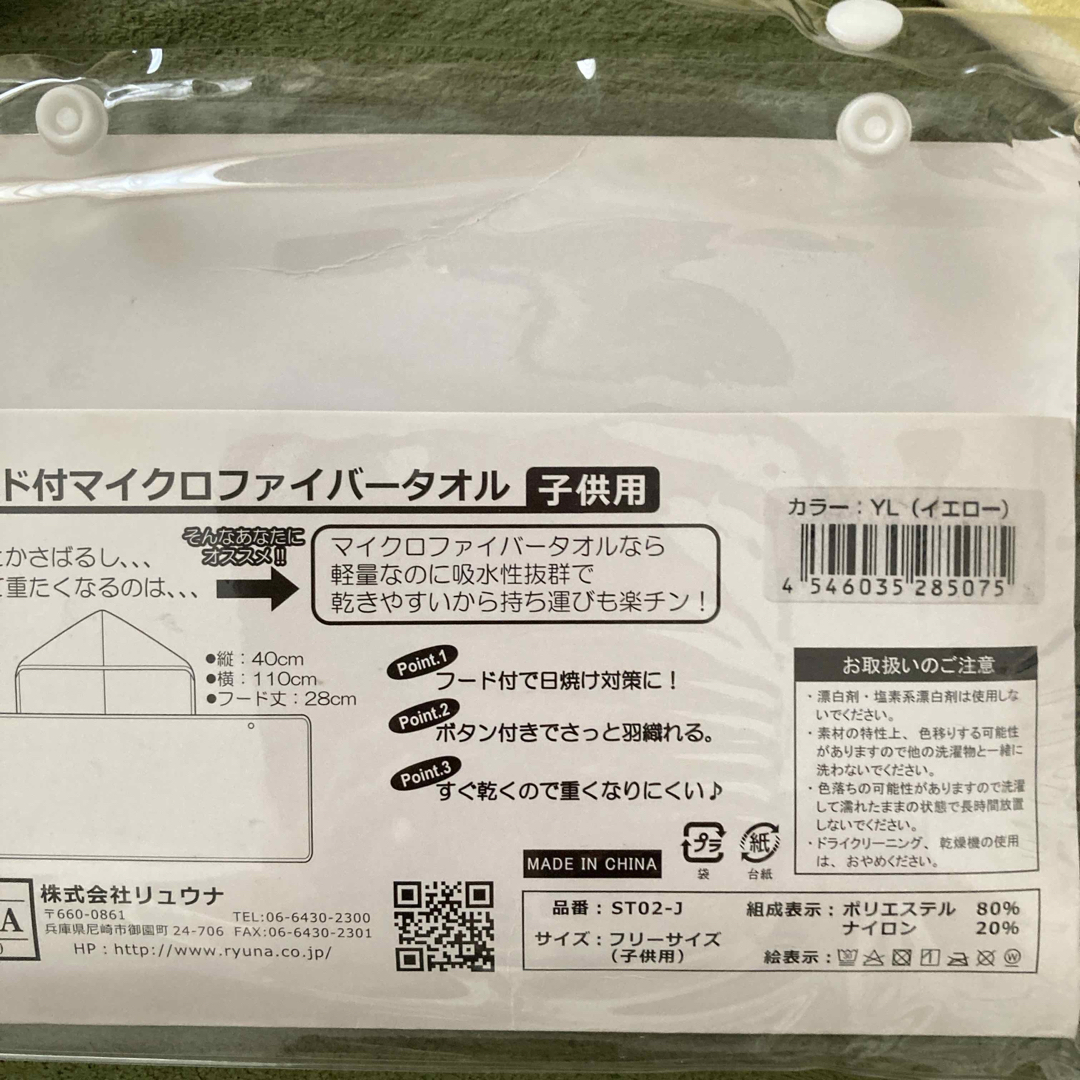 ド付マイクロファイバータオル 子供用
カラー：YL（イエロー）
4 546035 285075
とかさばるし、、、
て重たくなるのは、、、
そんなあなたに
オススメ!!
マイクロファイバータオルなら
軽量なのに吸水性抜群で
乾きやすいから持ち運びも楽チン！
●縦：40cm
●横：110cm
●フード丈：28cm
Point.1
フード付で日焼け対策に！
Point.2
ボタン付きでさっと羽織れる。
Point.3
すぐ乾くので重くなりにくい♪
お取扱いのご注意
・漂白剤・塩素系漂白剤は使用しな
いでください。
・素材の特性上、色移りする可能性
がありますので他の洗濯物と一緒に
洗わないでください。
・色落ちの可能性がありますので洗濯
して濡れたままの状態で長時間放置
しないでください。
・ドライクリーニング、乾燥機の使用
は、おやめください。
プラ
袋
紙
台紙
MADE IN CHINA
A
株式会社リュウナ
〒660-0861
兵庫県尼崎市御園町24-706
TEL:06-6430-2300
FAX:06-6430-2301
HP：http://www.ryuna.co.jp/
品番：ST02-J
サイズ：フリーサイズ
（子供用）
組成表示：ポリエステル 80%
ナイロン 20%
絵表示：